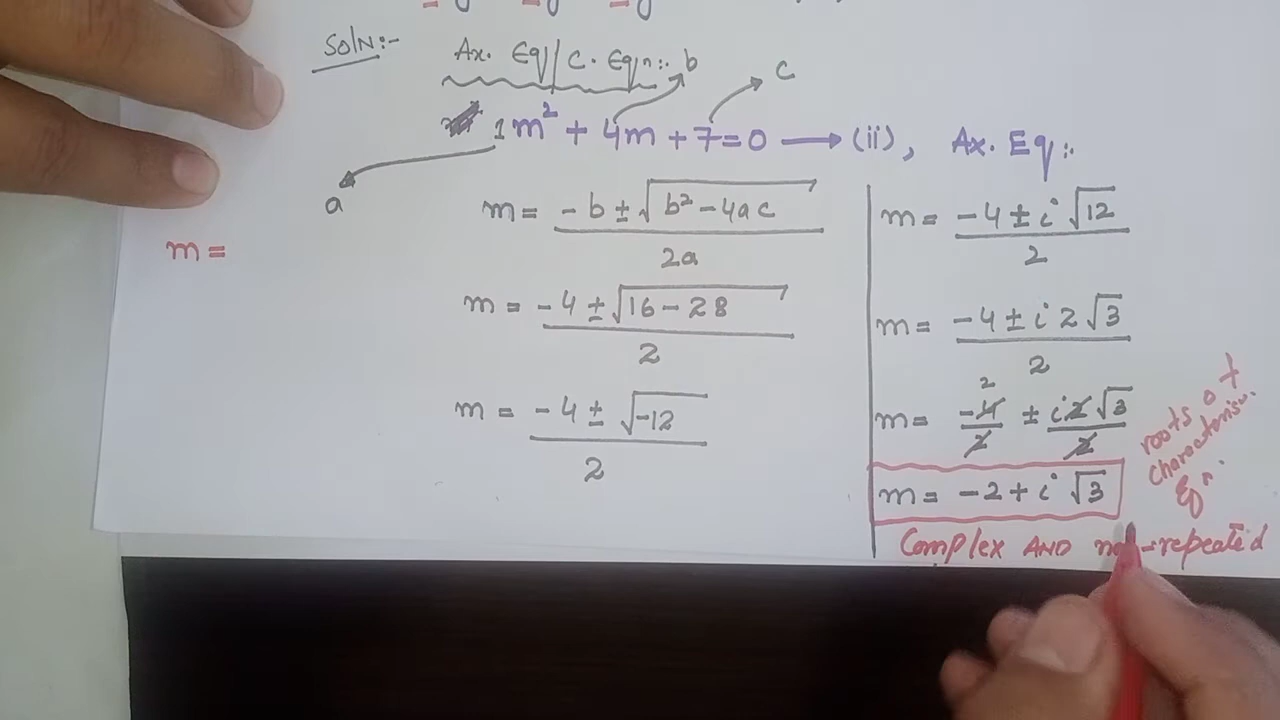 Soln:-
Ax. Eq/C. Eqn:- b
c
1m² + 4m + 7 = 0 → (ii), Ax. Eq:-
a
m =
m = -b ± √b² - 4ac / 2a
m = -4 ± √16 - 28 / 2
m = -4 ± √-12 / 2
m = -4 ± i √12 / 2
m = -4 ± i 2 √3 / 2
m = -4/2 ± i2√3/2
2
m = -2 + i √3
Complex AND non-repeated
roots of
Eqn.